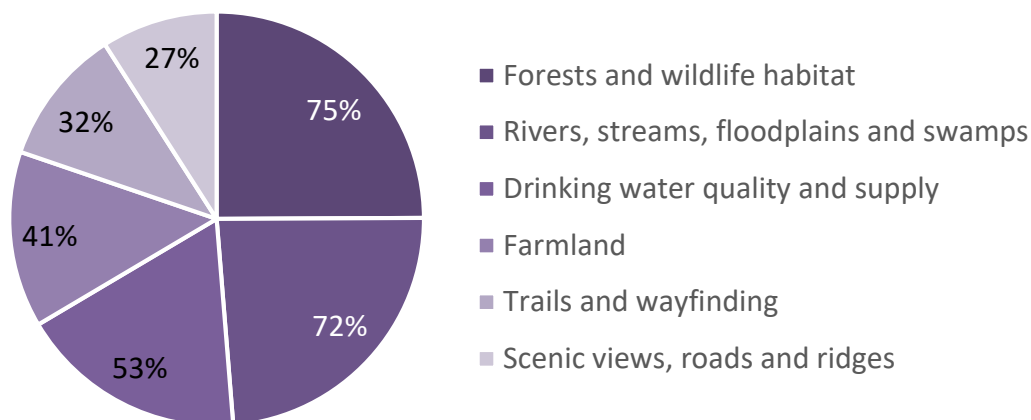 27%
75%
32%
41%
72%
53%
Forests and wildlife habitat
Rivers, streams, floodplains and swamps
Drinking water quality and supply
Farmland
Trails and wayfinding
Scenic views, roads and ridges